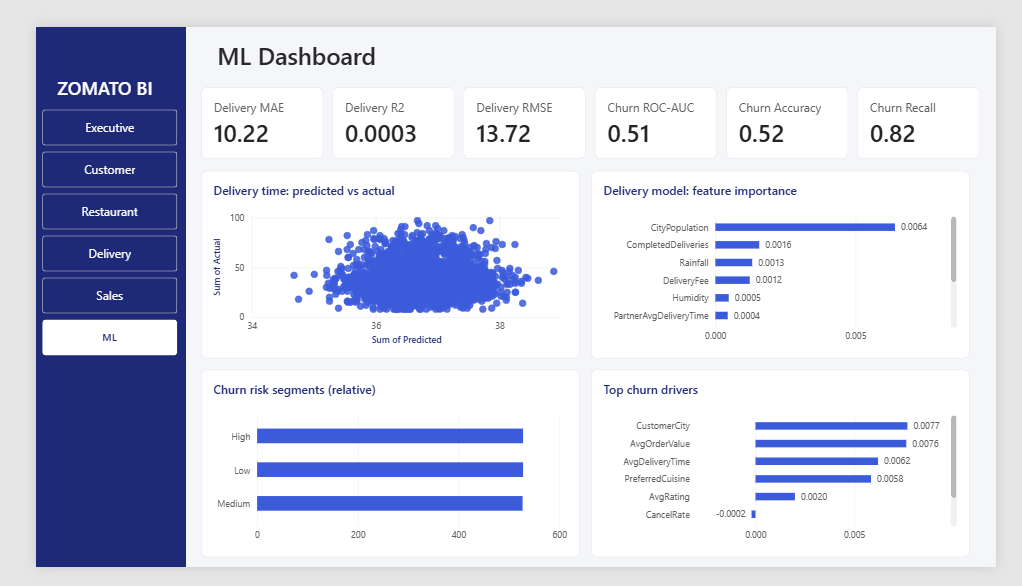 ZOMATO BI
Executive
Customer
Restaurant
Delivery
Sales
ML
ML Dashboard
Delivery MAE
10.22
Delivery R2
0.0003
Delivery RMSE
13.72
Churn ROC-AUC
0.51
Churn Accuracy
0.52
Churn Recall
0.82
Delivery time: predicted vs actual
Sum of Actual
100
50
0
34 36 38
Sum of Predicted
Delivery model: feature importance
CityPopulation 0.0064
CompletedDeliveries 0.0016
Rainfall 0.0013
DeliveryFee 0.0012
Humidity 0.0005
PartnerAvgDeliveryTime 0.0004
0.000 0.005
Churn risk segments (relative)
High
Low
Medium
0 200 400 600
Top churn drivers
CustomerCity 0.0077
AvgOrderValue 0.0076
AvgDeliveryTime 0.0062
PreferredCuisine 0.0058
AvgRating 0.0020
CancelRate -0.0002
0.000 0.005